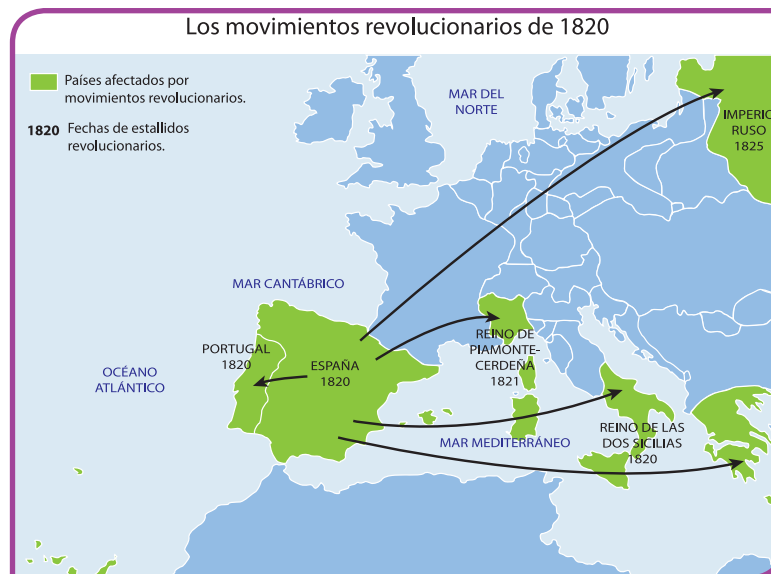 Los movimientos revolucionarios de 1820
Países afectados por
movimientos revolucionarios.
1820 Fechas de estallidos
revolucionarios.
MAR DEL
NORTE
IMPERIO
RUSO
1825
MAR CANTÁBRICO
OCÉANO
ATLÁNTICO
PORTUGAL
1820
ESPAÑA
1820
REINO DE
PIAMONTE-
CERDEÑA
1821
MAR MEDITERRÁNEO
REINO DE LAS
DOS SICILIAS
1820